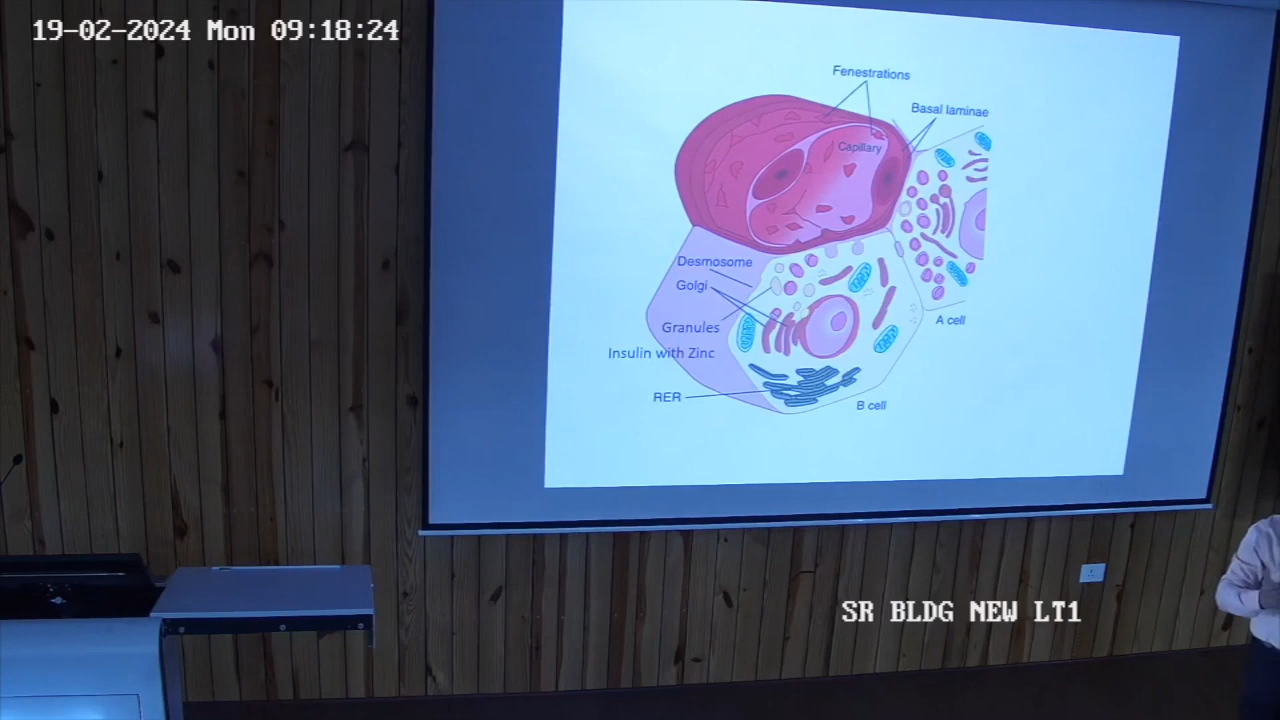 19-02-2024 Mon 09:18:24
Fenestrations
Basal laminae
Capillary
Desmosome
Golgi
Granules
Insulin with Zinc
A cell
RER
B cell
SR BLDG NEW LT1